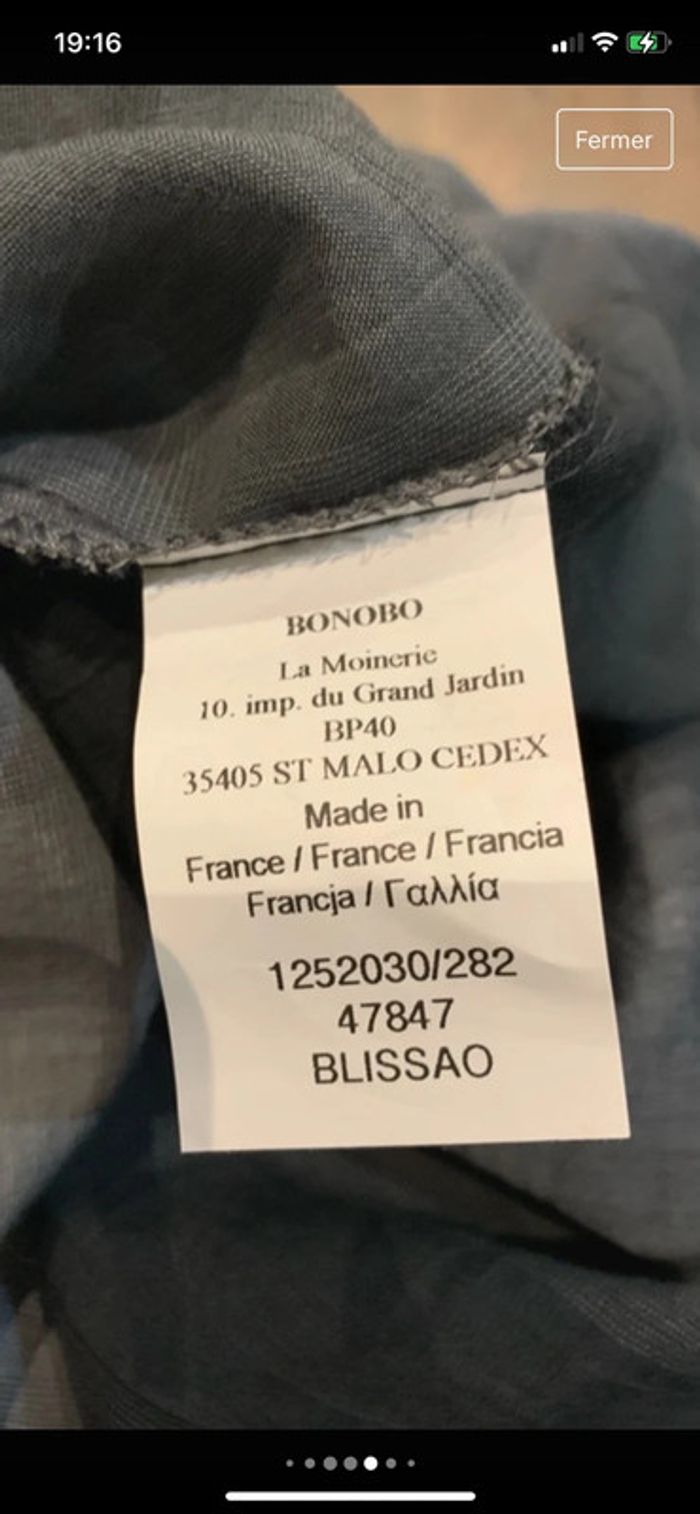 19:16
Fermer
BONOBO
La Moinerie
10. imp. du Grand Jardin
BP40
35405 ST MALO CEDEX
Made in
France / France / Francia
Francja / Γαλλία
1252030/282
47847
BLISSAO